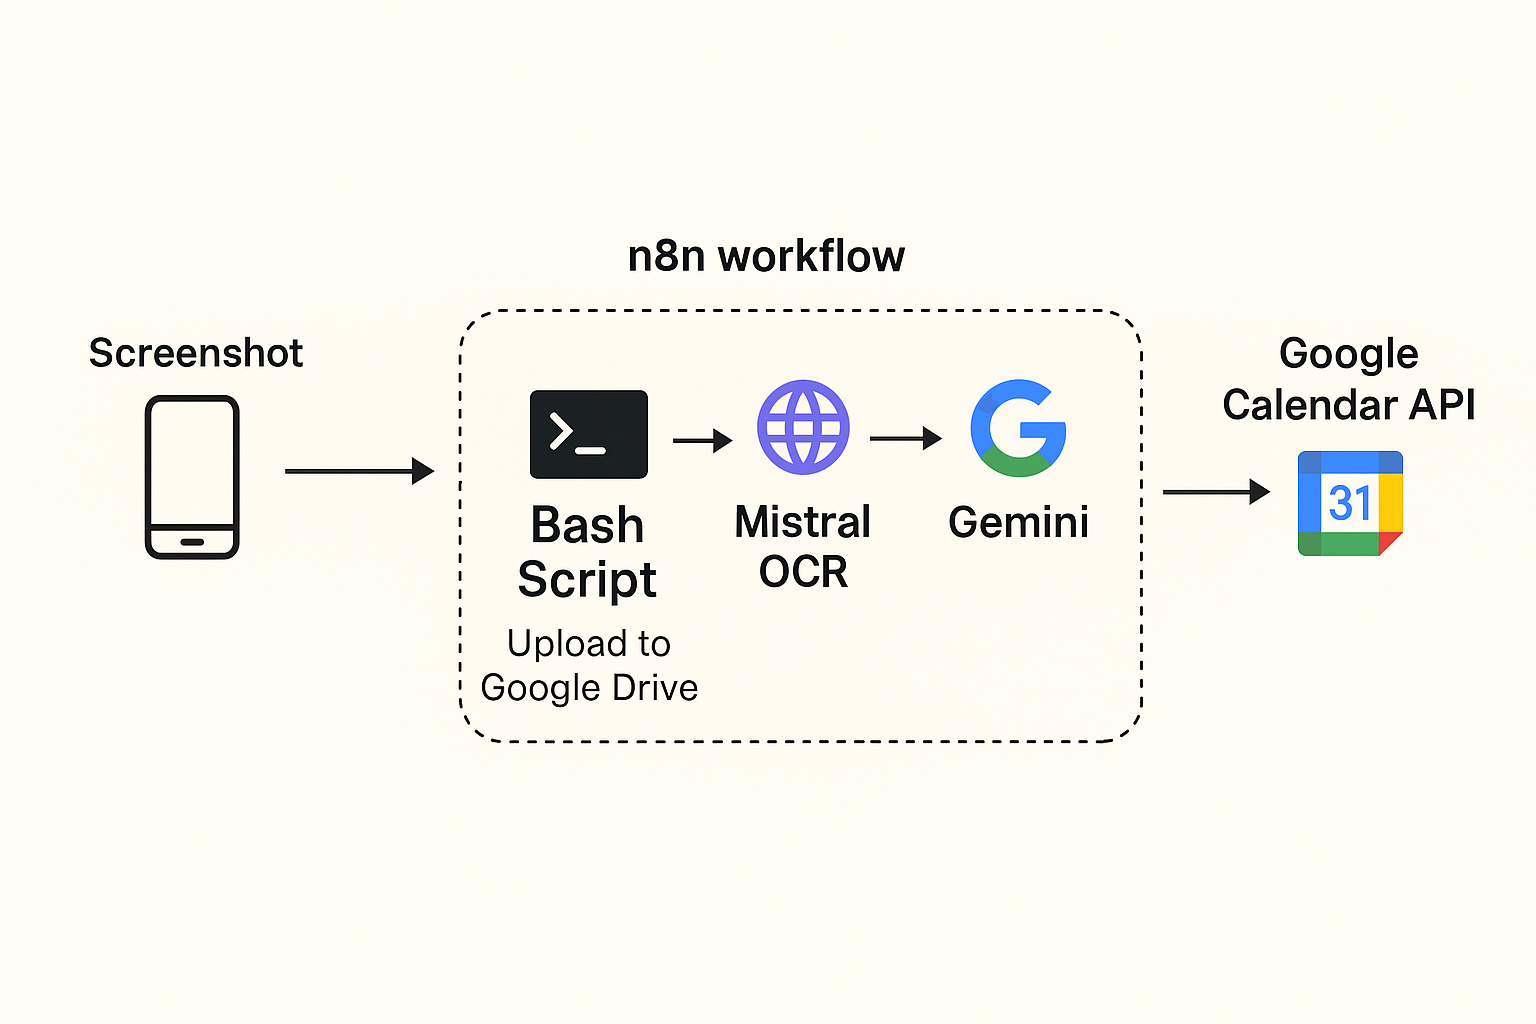 n8n workflow
Screenshot
>_
Bash
Script
Upload to
Google Drive
Mistral
OCR
G
Gemini
Google
Calendar API
31